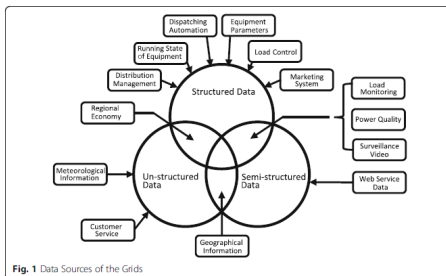 Dispatching
Automation
Equipment
Parameters
Running State
of Equipment
Load Control
Distribution
Management
Structured Data
Marketing
System
Load
Monitoring
Regional
Economy
Power Quality
Surveillance
Video
Meteorological
Information
Un-structured
Data
Semi-structured
Data
Web Service
Data
Customer
Service
Geographical
Information
Fig. 1 Data Sources of the Grids